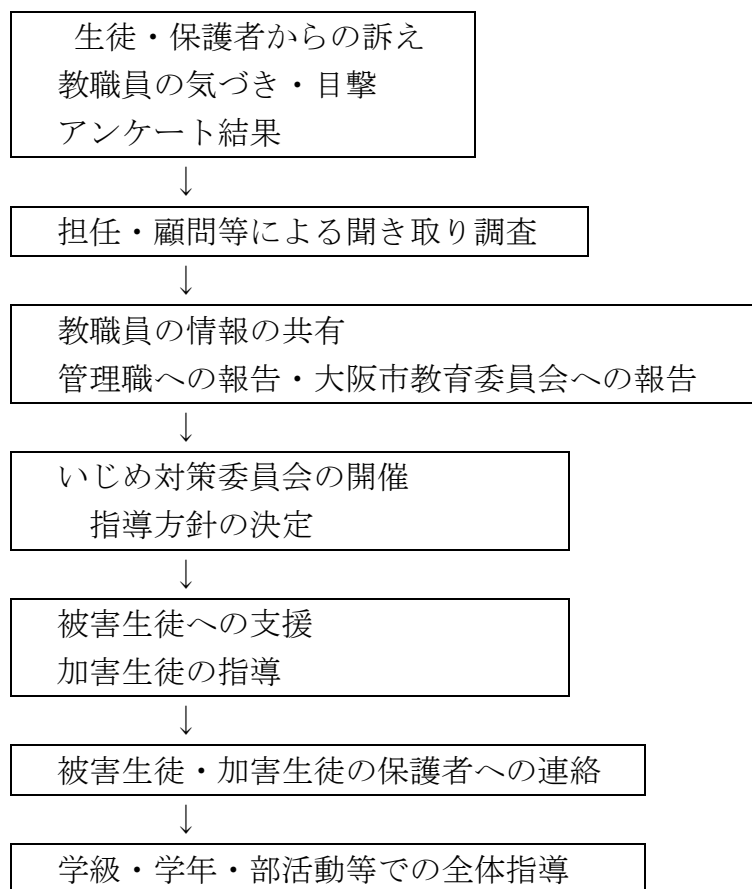 生徒・保護者からの訴え
教職員の気づき・目撃
アンケート結果
↓
担任・顧問等による聞き取り調査
↓
教職員の情報の共有
管理職への報告・大阪市教育委員会への報告
↓
いじめ対策委員会の開催
指導方針の決定
↓
被害生徒への支援
加害生徒の指導
↓
被害生徒・加害生徒の保護者への連絡
↓
学級・学年・部活動等での全体指導